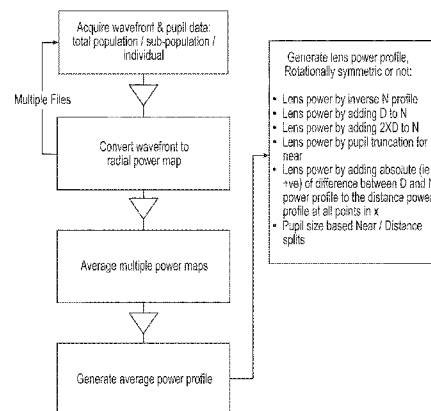 Acquire wavefront & pupil data:
total population / sub-population /
individual
Multiple Files
Convert wavefront to
radial power map
Average multiple power maps
Generate average power profile
Generate lens power profile,
Rotationally symmetric or not:
• Lens power by inverse N profile
• Lens power by adding D to N
• Lens power by adding 2XD to N
• Lens power by pupil truncation for
near
• Lens power by adding absolute (ie
+ve) of difference between D and N
power profile to the distance power
profile at all points in x
• Pupil size based Near / Distance
splits